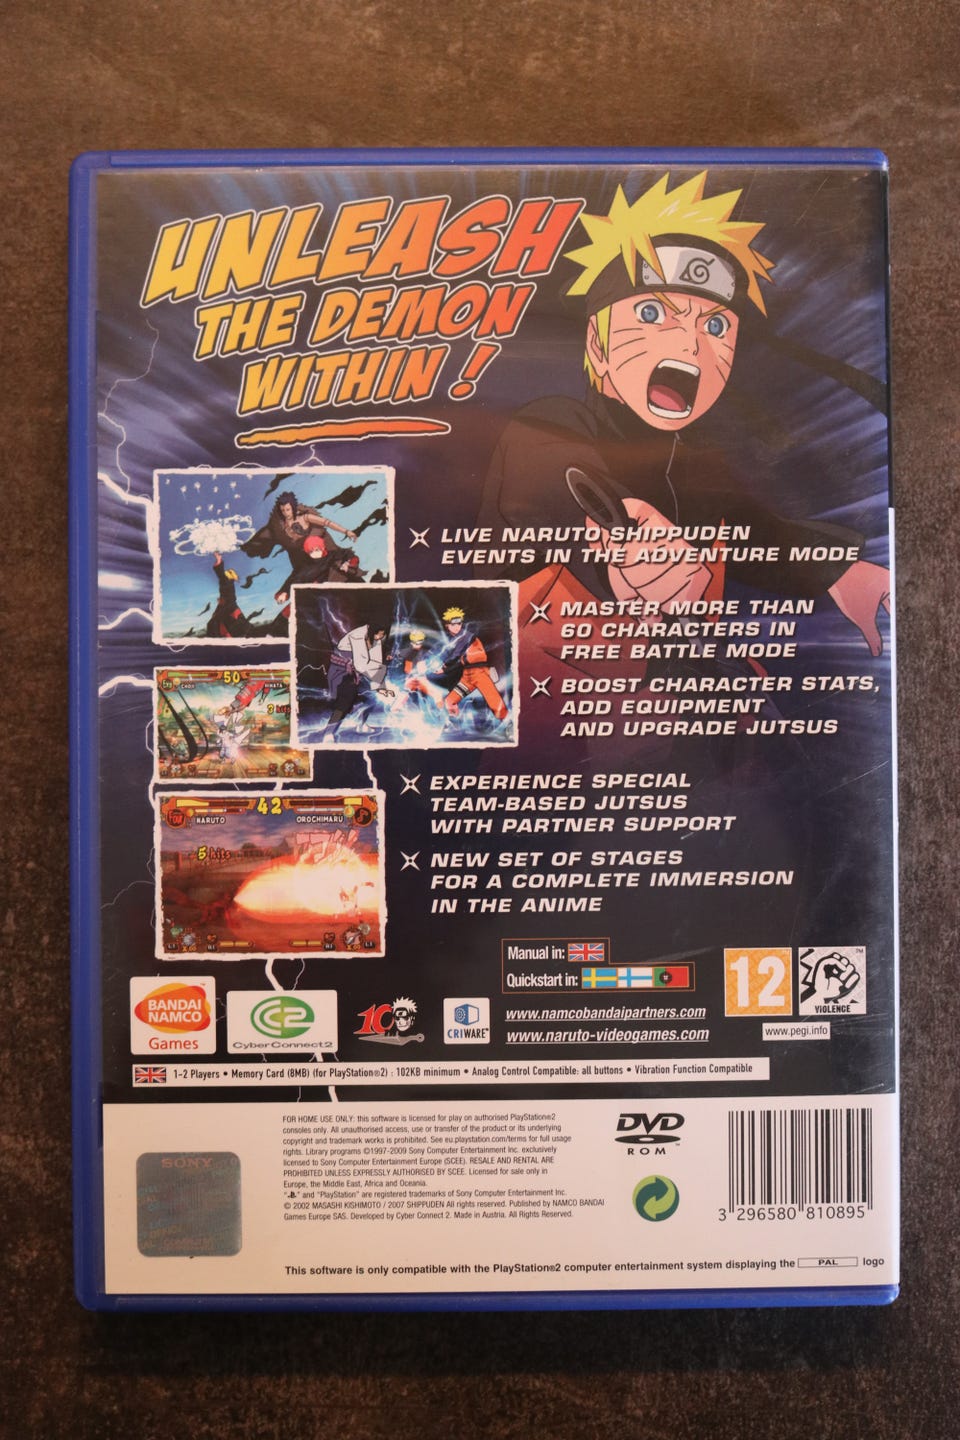 UNLEASH
THE DEMON
WITHIN !
LIVE NARUTO SHIPPUDEN
EVENTS IN THE ADVENTURE MODE
MASTER MORE THAN
60 CHARACTERS IN
FREE BATTLE MODE
BOOST CHARACTER STATS,
ADD EQUIPMENT
AND UPGRADE JUTSUS
50
CHOJI
HINATA
EXPERIENCE SPECIAL
TEAM-BASED JUTSUS
WITH PARTNER SUPPORT
42
NARUTO
OROCHIMARU
5 hits
NEW SET OF STAGES
FOR A COMPLETE IMMERSION
IN THE ANIME
Manual in:
Quickstart in:
12
VIOLENCE
www.pegi.info
BANDAI
NAMCO
Games
CyberConnect2
10
CRIWARE™
www.namcobandaipartners.com
www.naruto-videogames.com
1-2 Players • Memory Card (8MB) (for PlayStation®2) : 102KB minimum • Analog Control Compatible: all buttons • Vibration Function Compatible
FOR HOME USE ONLY: this software is licensed for play on authorised PlayStation®2
consoles only. All unauthorised access, use or transfer of the product or its underlying
copyright and trademark works is prohibited. See eu.playstation.com/terms for full usage
rights. Library programs ©1997-2009 Sony Computer Entertainment Inc. exclusively
licensed to Sony Computer Entertainment Europe (SCEE). RESALE AND RENTAL ARE
PROHIBITED UNLESS EXPRESSLY AUTHORISED BY SCEE. Licensed for sale only in
Europe, the Middle East, Africa and Oceania.
" " and "PlayStation" are registered trademarks of Sony Computer Entertainment Inc.
© 2002 MASASHI KISHIMOTO / 2007 SHIPPUDEN All rights reserved. Published by NAMCO BANDAI
Games Europe SAS. Developed by Cyber Connect 2. Made in Austria. All Rights Reserved.
SONY
DVD
ROM
3 296580 810895
This software is only compatible with the PlayStation®2 computer entertainment system displaying the PAL logo